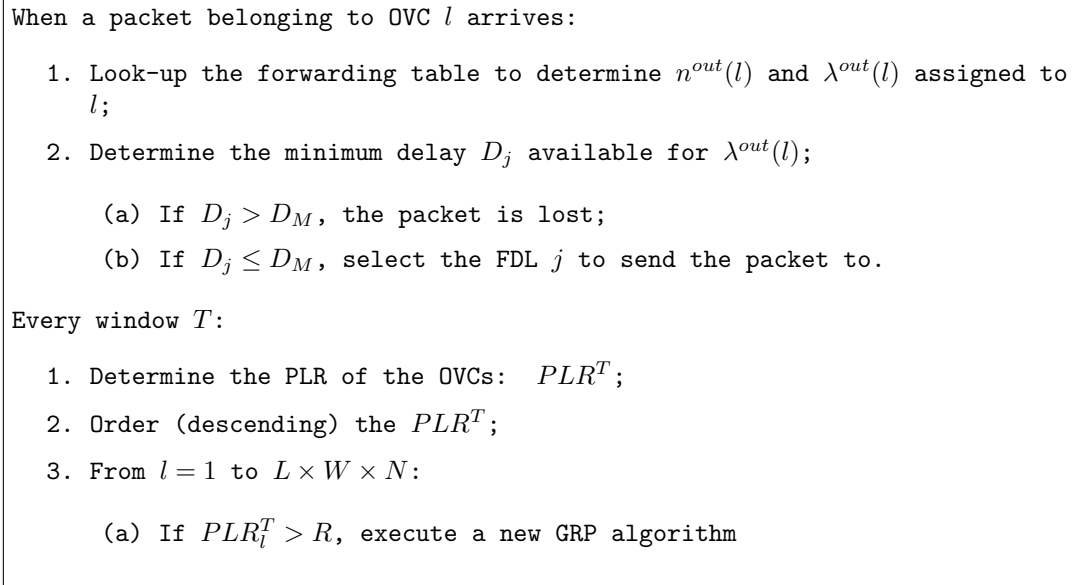 When a packet belonging to OVC l arrives:
1. Look-up the forwarding table to determine n^{out}(l) and λ^{out}(l) assigned to
l;
2. Determine the minimum delay D_j available for λ^{out}(l);
(a) If D_j > D_M, the packet is lost;
(b) If D_j ≤ D_M, select the FDL j to send the packet to.
Every window T:
1. Determine the PLR of the OVCs: PLR^T;
2. Order (descending) the PLR^T;
3. From l = 1 to L × W × N:
(a) If PLR_l^T > R, execute a new GRP algorithm